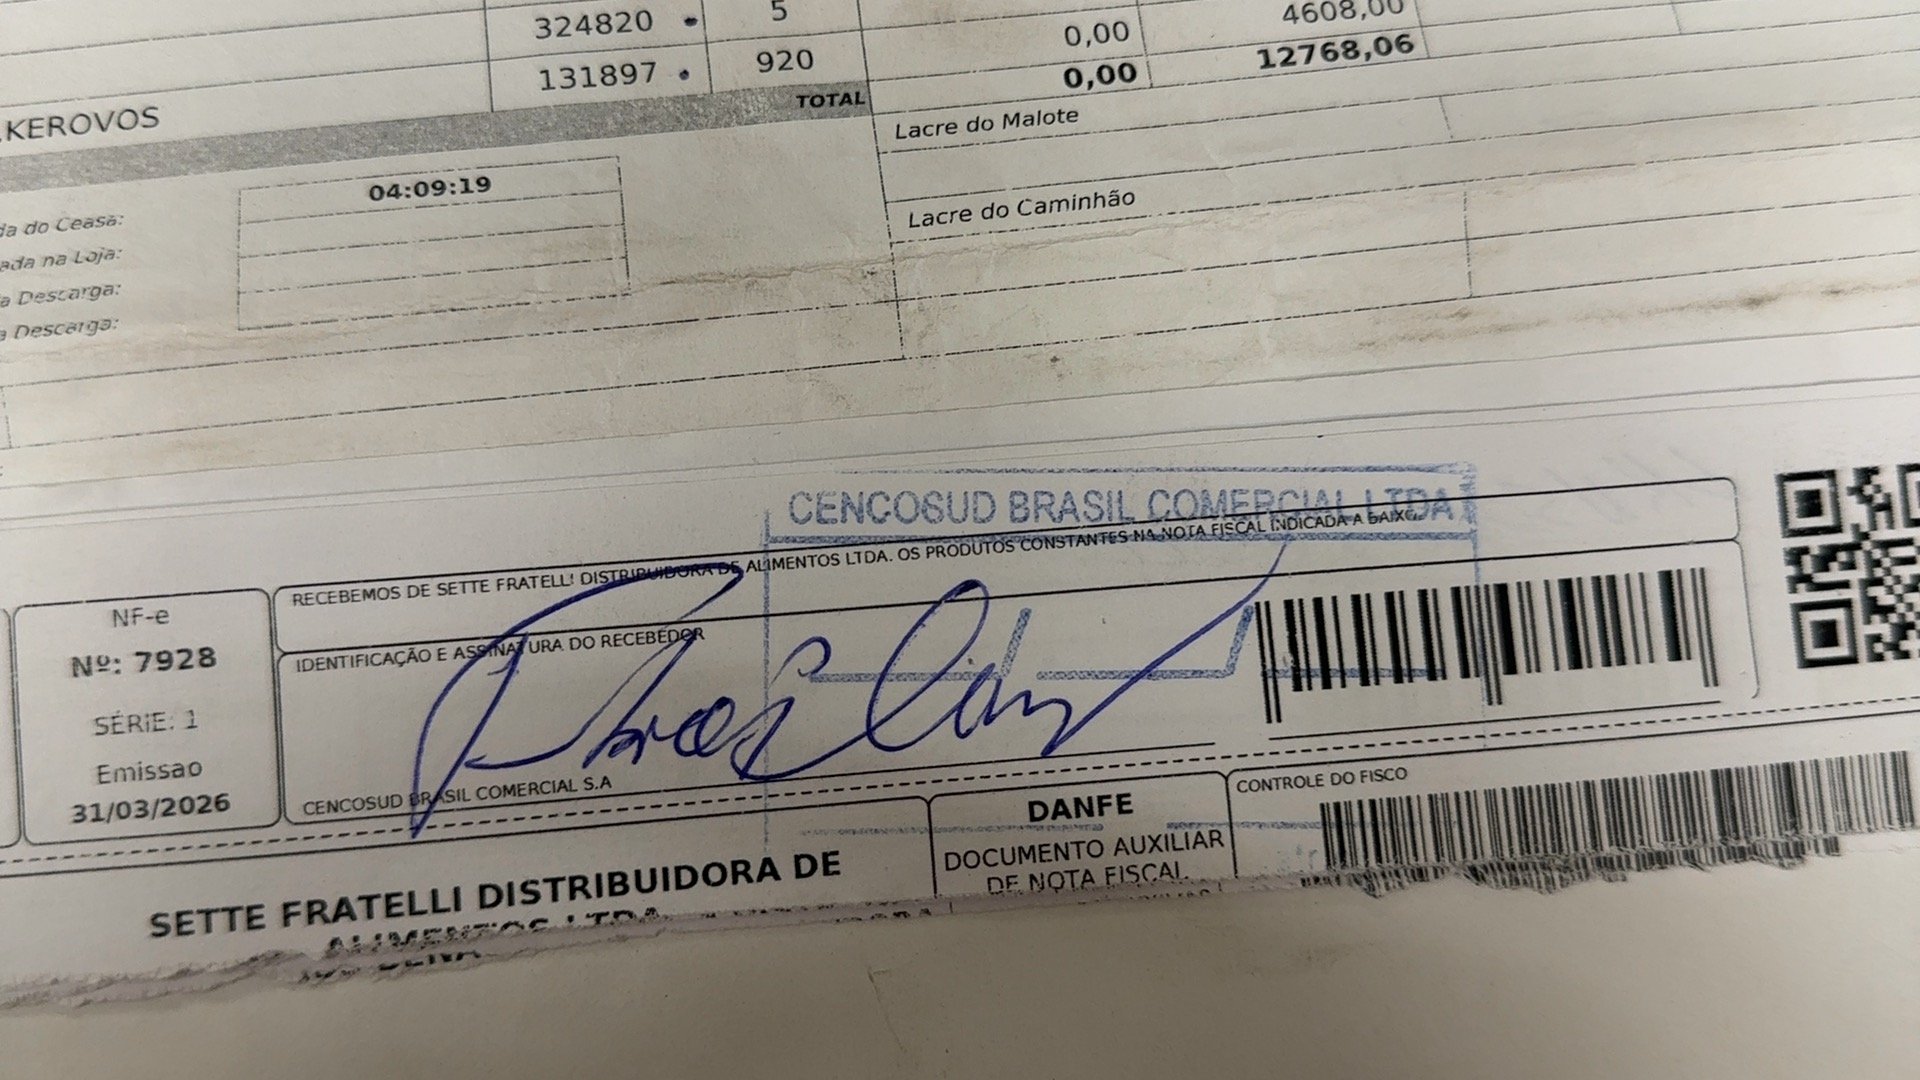 324820 5 0,00 4608,00
.KEROVOS 131897 920 0,00 12768,06
TOTAL
Lacre do Malote
04:09:19
da do Ceasa:
Lacre do Caminhão
ada na Loja:
a Descarga:
a Descarga:
CENCOSUD BRASIL COMERCIAL LTDA
RECEBEMOS DE SETTE FRATELLI DISTRIBUIDORA DE ALIMENTOS LTDA. OS PRODUTOS CONSTANTES NA NOTA FISCAL INDICADA A BAIXO.
NF-e
Nº: 7928
SÉRIE: 1
Emissao
31/03/2026
IDENTIFICAÇÃO E ASSINATURA DO RECEBEDOR
CENCOSUD BRASIL COMERCIAL S.A
SETTE FRATELLI DISTRIBUIDORA DE
ALIMENTOS LTDA
DANFE
DOCUMENTO AUXILIAR
DE NOTA FISCAL
CONTROLE DO FISCO